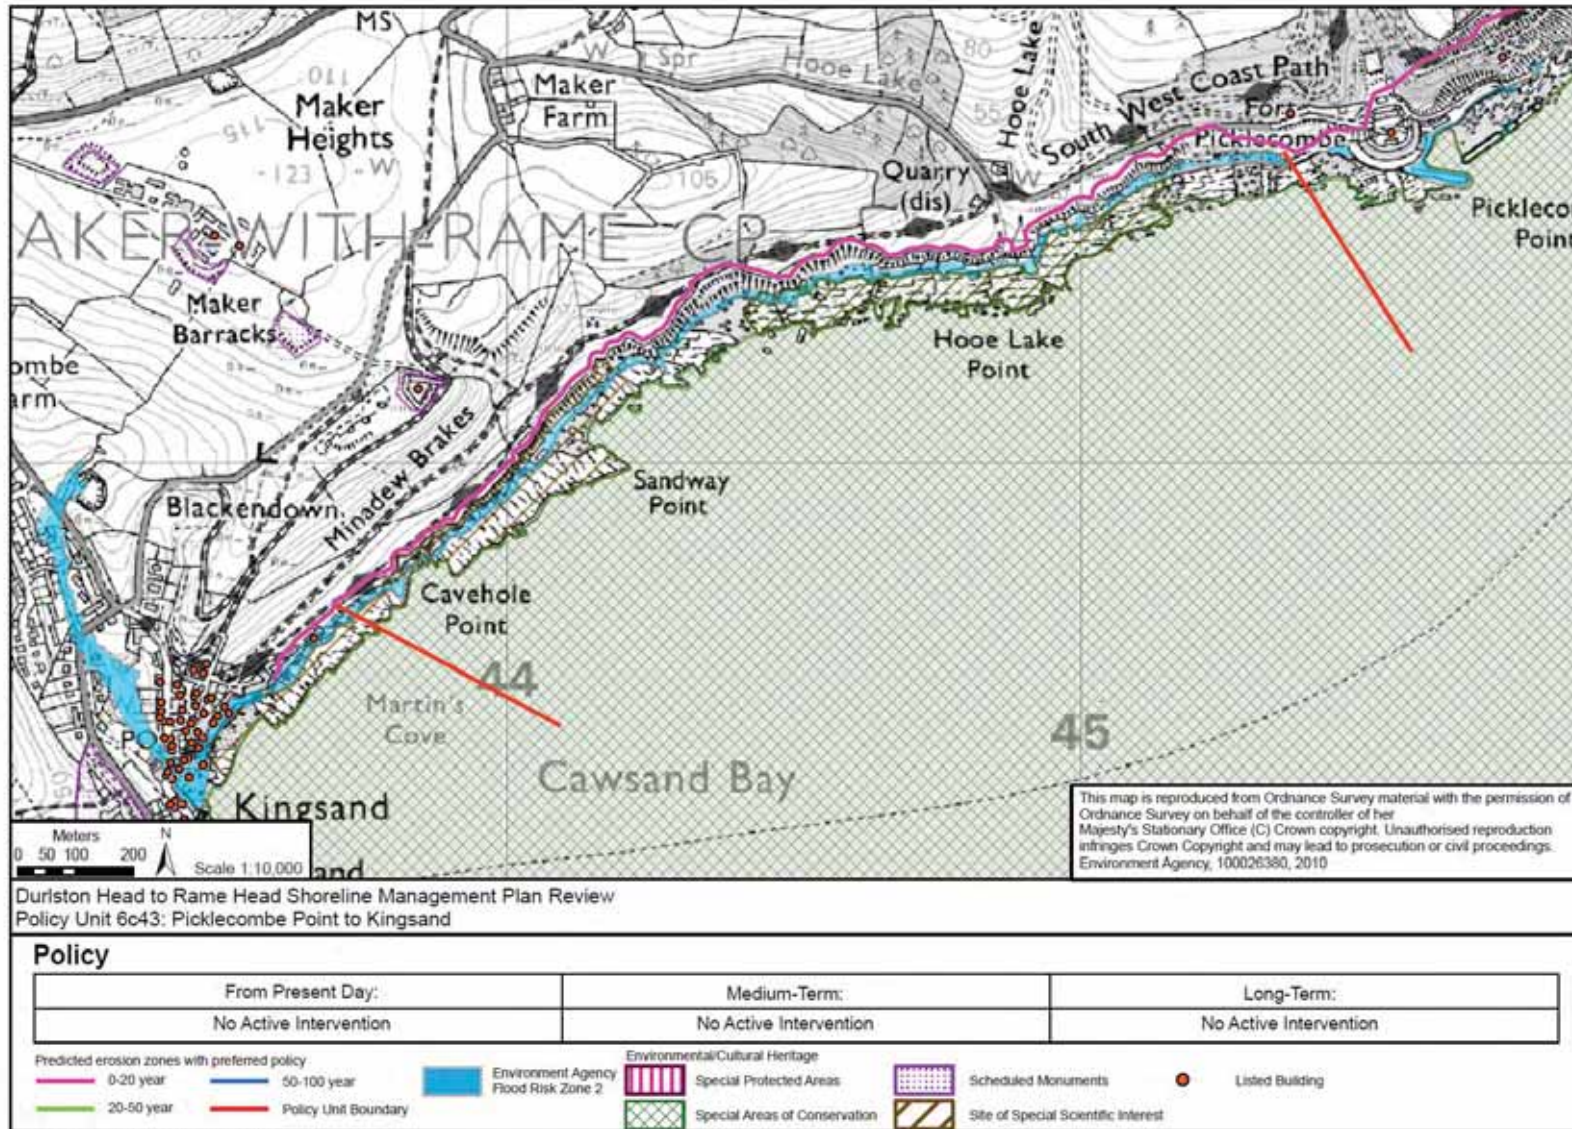 MS
110
Maker
Heights
123
W
115
W
Spr
Hooe Lake
80
Maker
Farm
Hooe Lake
55
South West Coast Path
Fort
Picklecombe
W
105
Quarry
(dis)
Point
AKER WITH-RAME CP
Maker
Barracks
Hooe Lake
Point
ombe
arm
Minadew Brakes
Sandway
Point
Blackendown
Cavehole
Point
44
Martin's
Cove
45
PO
Cawsand Bay
Kingsand
and
Meters
0 50 100 200
N
Scale 1:10,000
This map is reproduced from Ordnance Survey material with the permission of
Ordnance Survey on behalf of the controller of her
Majesty's Stationary Office (C) Crown copyright. Unauthorised reproduction
infringes Crown Copyright and may lead to prosecution or civil proceedings.
Environment Agency, 100026380, 2010
Durlston Head to Rame Head Shoreline Management Plan Review
Policy Unit 6c43: Picklecombe Point to Kingsand
Policy
From Present Day: Medium-Term: Long-Term:
No Active Intervention No Active Intervention No Active Intervention
Predicted erosion zones with preferred policy
0-20 year 50-100 year
20-50 year Policy Unit Boundary
Environment Agency
Flood Risk Zone 2
Environmental/Cultural Heritage
Special Protected Areas Scheduled Monuments Listed Building
Special Areas of Conservation Site of Special Scientific Interest